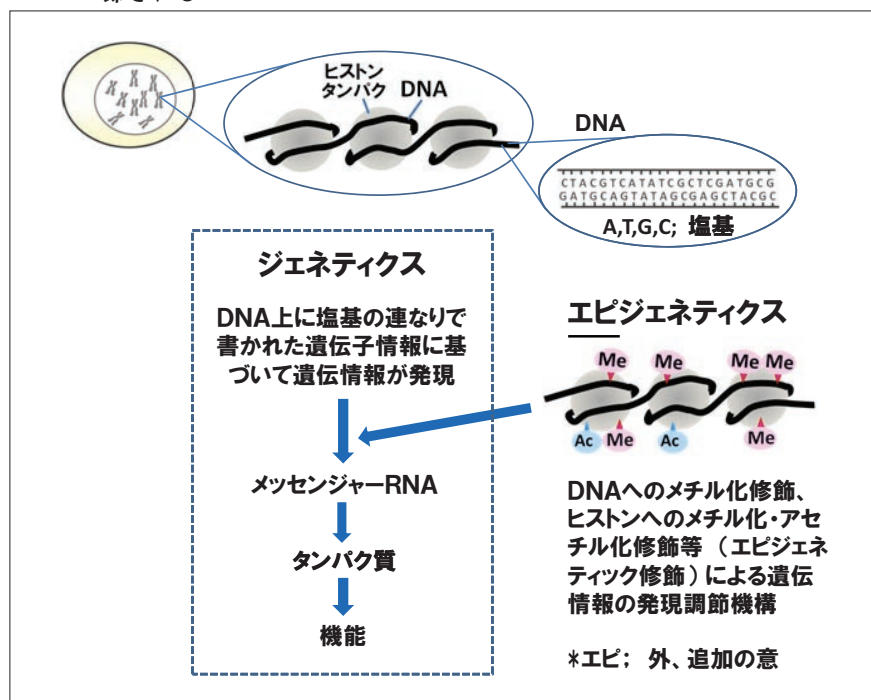 ヒストン
タンパク
DNA
DNA
CTACGTCATATCGCTCGATGCG
GATGCAGTATAGCGAGCTACGC
A,T,G,C; 塩基
ジェネティクス
DNA上に塩基の連なりで
書かれた遺伝子情報に基
づいて遺伝情報が発現
メッセンジャーRNA
タンパク質
機能
エピジェネティクス
Me
Me
Me
Me
Ac
Me
Ac
Me
DNAへのメチル化修飾、
ヒストンへのメチル化・アセ
チル化修飾等 （エピジェネ
ティック修飾）による遺伝
情報の発現調節機構
*エピ; 外、追加の意